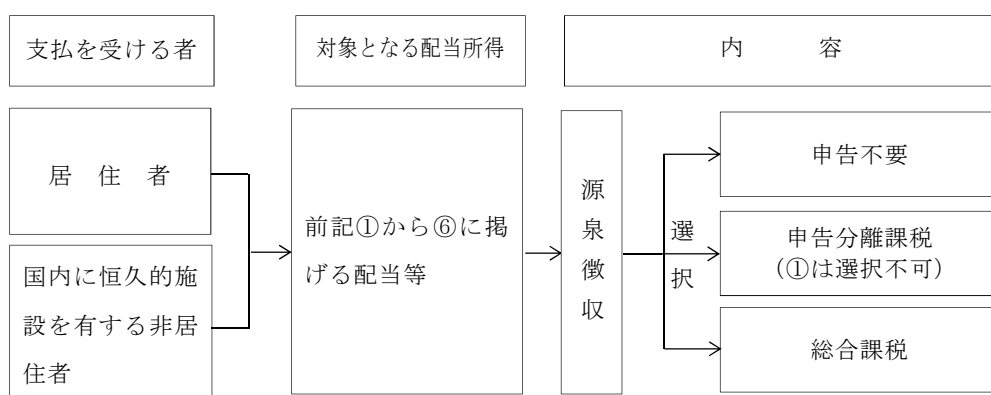 支払を受ける者
対象となる配当所得
内　　容
居　住　者
国内に恒久的施
設を有する非居
住者
前記①から⑥に掲
げる配当等
源泉徴収
選択
申告不要
申告分離課税
（①は選択不可）
総合課税